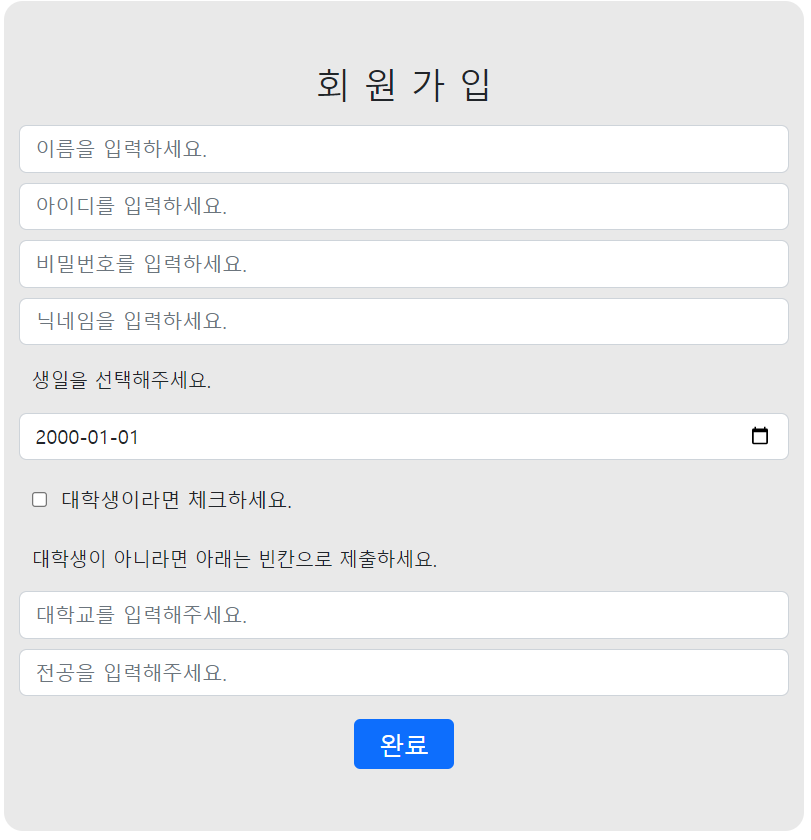 회 원 가 입
이름을 입력하세요.
아이디를 입력하세요.
비밀번호를 입력하세요.
닉네임을 입력하세요.
생일을 선택해주세요.
2000-01-01
대학생이라면 체크하세요.
대학생이 아니라면 아래는 빈칸으로 제출하세요.
대학교를 입력해주세요.
전공을 입력해주세요.
완료